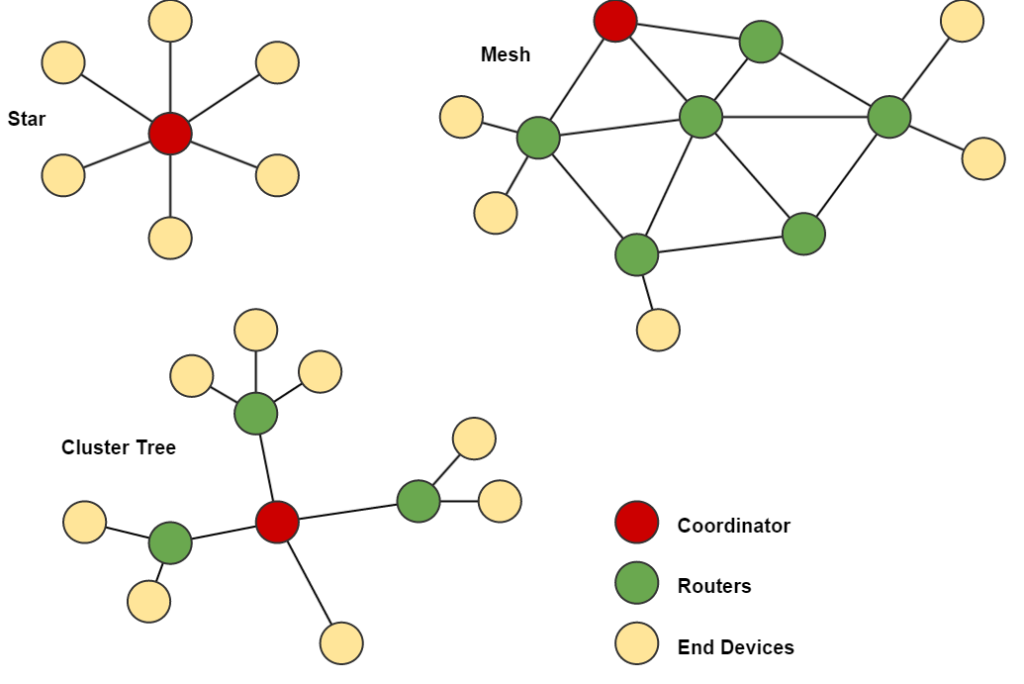 Mesh
Star
Cluster Tree
Coordinator
Routers
End Devices